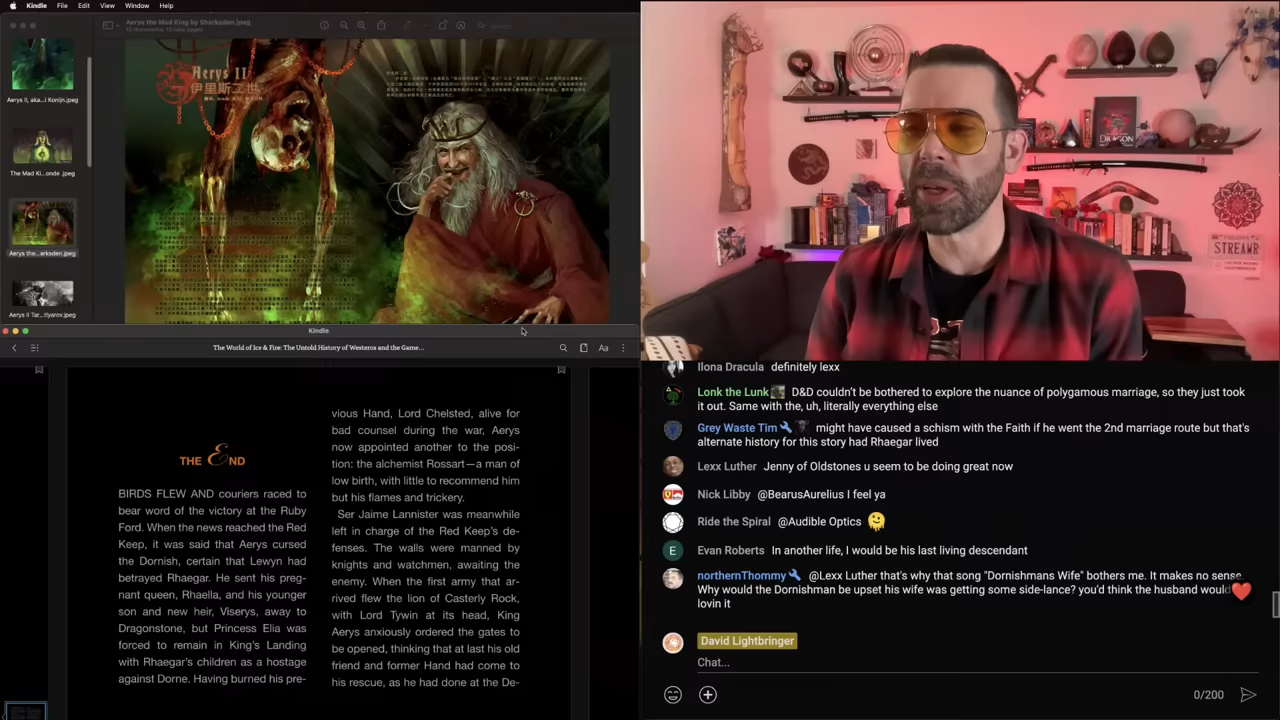 Kindle File Edit View Window Help
Aerys the Mad King by Sharksden.jpeg
Search
Aerys II, aka...i Konijn.jpeg
The Mad Ki...onde .jpeg
Aerys the...arksden.jpeg
Aerys II Tar...tlyarov.jpeg
Aerys II
伊里斯之世
DRAGON
STREAMR
Kindle
The World of Ice & Fire: The Untold History of Westeros and the Game...
Aa
THE END
BIRDS FLEW AND couriers raced to
bear word of the victory at the Ruby
Ford. When the news reached the Red
Keep, it was said that Aerys cursed
the Dornish, certain that Lewyn had
betrayed Rhaegar. He sent his preg-
nant queen, Rhaella, and his younger
son and new heir, Viserys, away to
Dragonstone, but Princess Elia was
forced to remain in King's Landing
with Rhaegar's children as a hostage
against Dorne. Having burned his pre-
vious Hand, Lord Chelsted, alive for
bad counsel during the war, Aerys
now appointed another to the posi-
tion: the alchemist Rossart—a man of
low birth, with little to recommend him
but his flames and trickery.
Ser Jaime Lannister was meanwhile
left in charge of the Red Keep's de-
fenses. The walls were manned by
knights and watchmen, awaiting the
enemy. When the first army that ar-
rived flew the lion of Casterly Rock,
with Lord Tywin at its head, King
Aerys anxiously ordered the gates to
be opened, thinking that at last his old
friend and former Hand had come to
his rescue, as he had done at the De-
Ilona Dracula definitely lexx
Lonk the Lunk D&D couldn't be bothered to explore the nuance of polygamous marriage, so they just took
it out. Same with the, uh, literally everything else
Grey Waste Tim might have caused a schism with the Faith if he went the 2nd marriage route but that's
alternate history for this story had Rhaegar lived
Lexx Luther Jenny of Oldstones u seem to be doing great now
Nick Libby @BearusAurelius I feel ya
Ride the Spiral @Audible Optics
E Evan Roberts In another life, I would be his last living descendant
northernThommy @Lexx Luther that's why that song "Dornishmans Wife" bothers me. It makes no sense.
Why would the Dornishman be upset his wife was getting some side-lance? you'd think the husband would
lovin it
David Lightbringer
Chat...
0/200